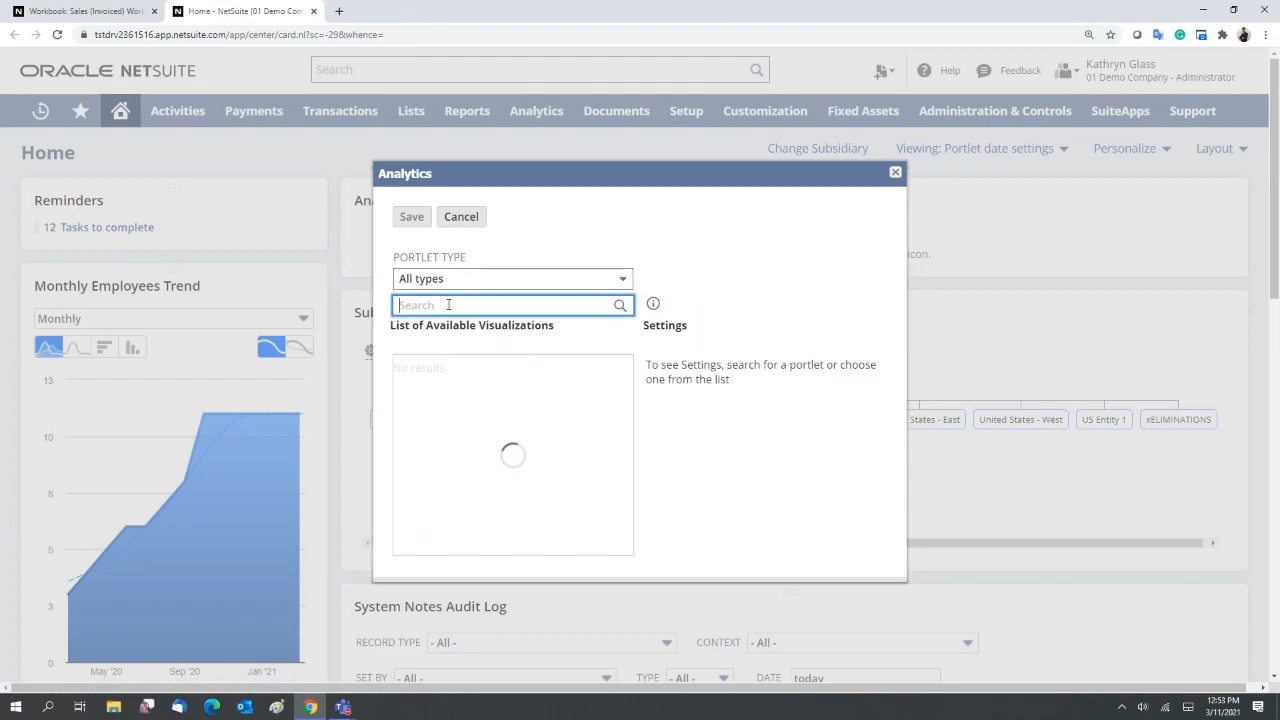 Workbook: Sales (Invoiced) Work
Home - NetSuite (01 Demo Com
tstdrv2361516.app.netsuite.com/app/center/card.nl?sc=-29&whence=
ORACLE NETSUITE
Search
Help
Feedback
Kathryn Glass
01 Demo Company - Administrator
Activities Payments Transactions Lists Reports Analytics Documents Setup Customization Fixed Assets Administration & Controls SuiteApps Support
Home
Change Subsidiary
Viewing: Portlet date settings
Personalize
Layout
Reminders
12 Tasks to complete
Monthly Employees Trend
Monthly
13
10
8
5
3
0
May '20 Sep '20 Jan '21
An
Sub
Analytics
Save
Cancel
PORTLET TYPE
All types
Search
List of Available Visualizations
No results
Settings
To see Settings, search for a portlet or choose
one from the list
icon.
States - East
United States - West
US Entity 1
xELIMINATIONS
System Notes Audit Log
RECORD TYPE - All -
CONTEXT - All -
SET BY - All -
TYPE - All -
DATE today
12:53 PM
3/11/2021